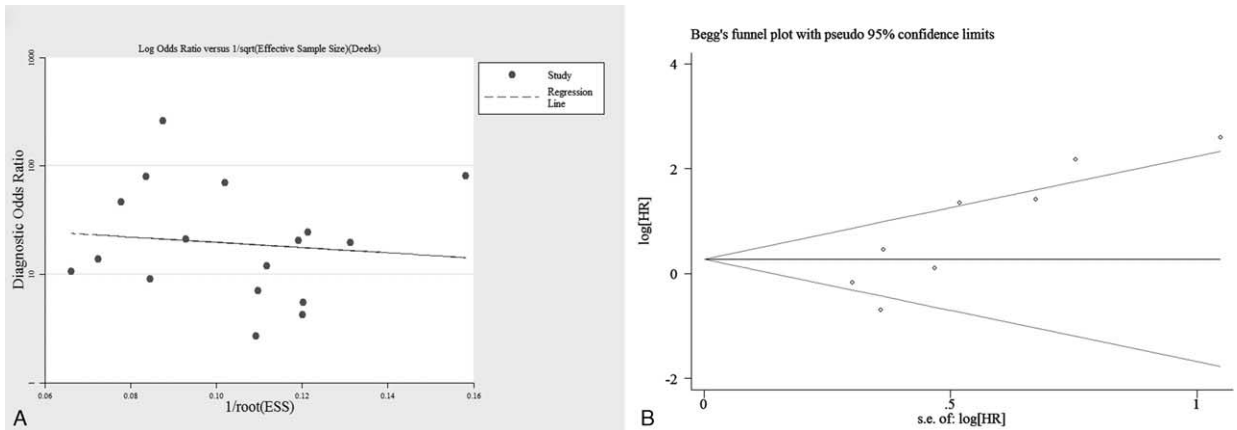 Log Odds Ratio versus 1/sqrt(Effective Sample Size)(Deeks)
1000
100
10
1
Diagnostic Odds Ratio
0.06
0.08
0.10
0.12
0.14
0.16
1/root(ESS)
Study
Regression
Line
A
Begg's funnel plot with pseudo 95% confidence limits
4
2
0
-2
log[HR]
0
.5
1
s.e. of: log[HR]
B